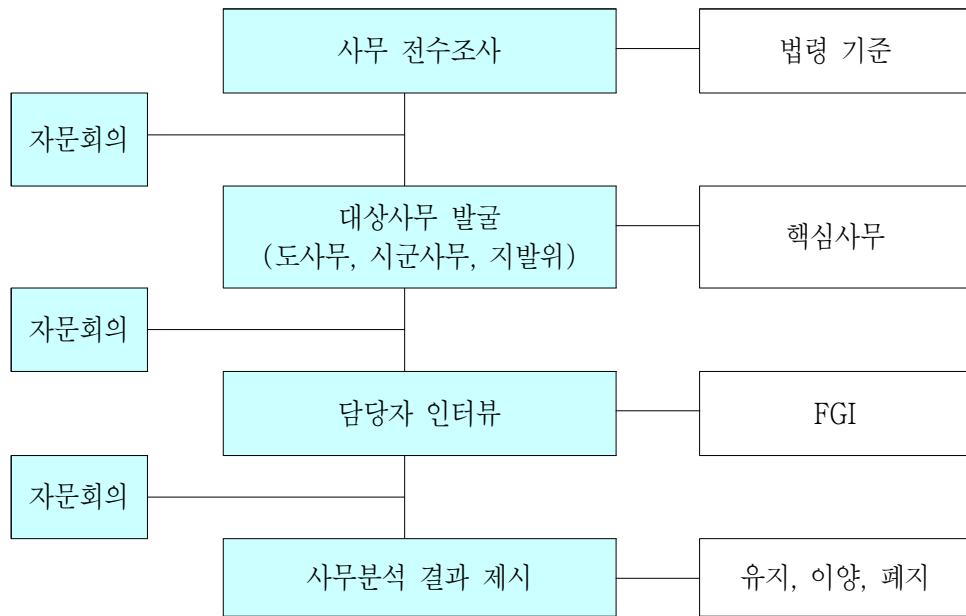 사무 전수조사
법령 기준
자문회의
대상사무 발굴
(도사무, 시군사무, 지발위)
핵심사무
자문회의
담당자 인터뷰
FGI
자문회의
사무분석 결과 제시
유지, 이양, 폐지